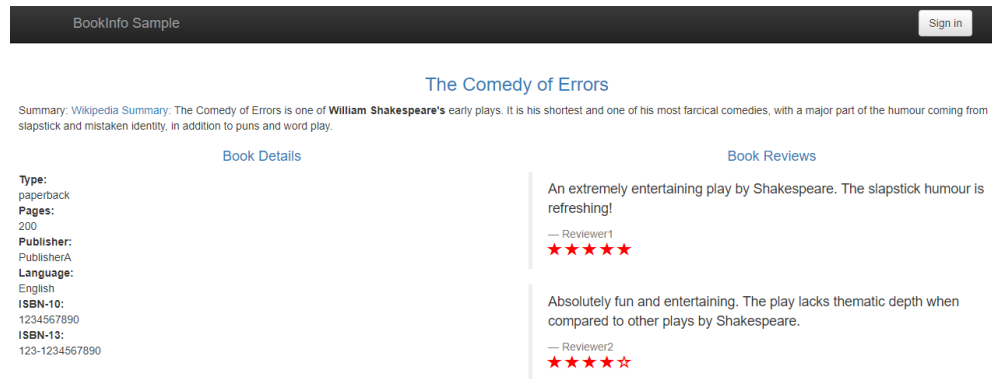 BookInfo Sample
Sign in
The Comedy of Errors
Summary: Wikipedia Summary: The Comedy of Errors is one of William Shakespeare's early plays. It is his shortest and one of his most farcical comedies, with a major part of the humour coming from
slapstick and mistaken identity, in addition to puns and word play.
Book Details
Type:
paperback
Pages:
200
Publisher:
PublisherA
Language:
English
ISBN-10:
1234567890
ISBN-13:
123-1234567890
Book Reviews
An extremely entertaining play by Shakespeare. The slapstick humour is
refreshing!
— Reviewer1
Absolutely fun and entertaining. The play lacks thematic depth when
compared to other plays by Shakespeare.
— Reviewer2